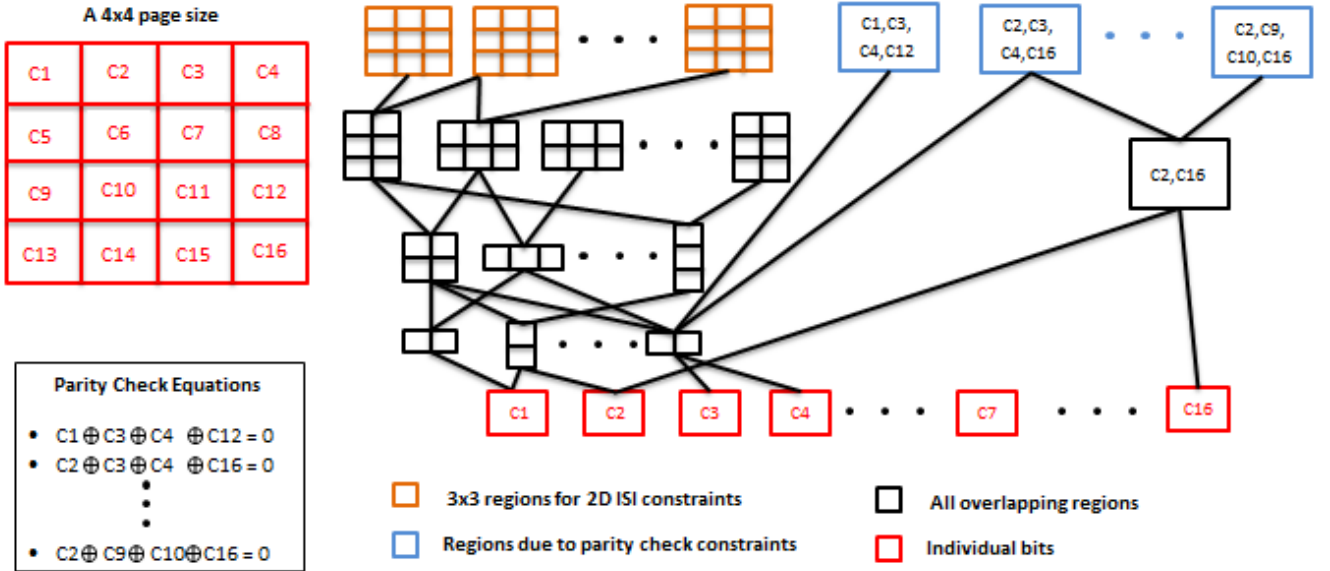 A 4x4 page size
C1 C2 C3 C4
C5 C6 C7 C8
C9 C10 C11 C12
C13 C14 C15 C16
C1,C3,
C4,C12
C2,C3,
C4,C16
C2,C9,
C10,C16
C2,C16
C1 C2 C3 C4 C7 C16
Parity Check Equations
• C1⊕C3⊕C4 ⊕C12 = 0
• C2⊕C3⊕C4 ⊕C16 = 0
• C2⊕C9⊕C10⊕C16 = 0
3x3 regions for 2D ISI constraints
Regions due to parity check constraints
All overlapping regions
Individual bits